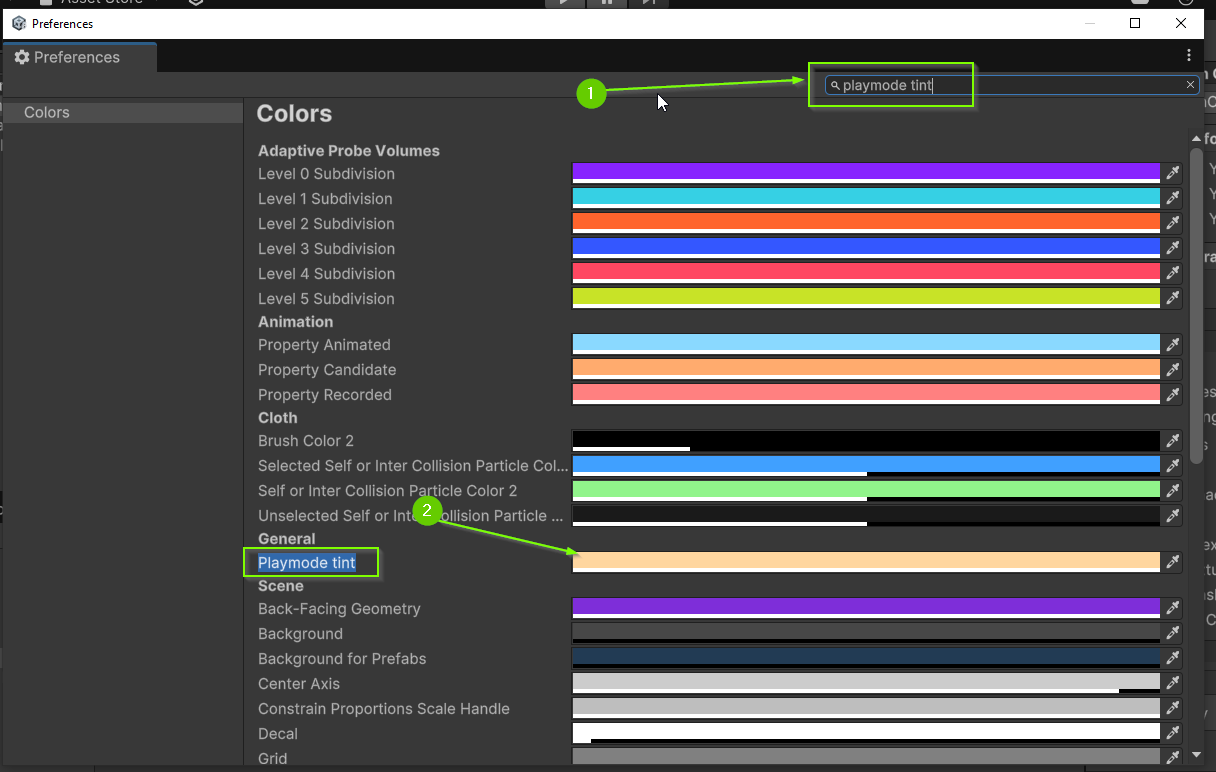 Asset Store
Preferences
Preferences
1
playmode tint
Colors
Colors
Adaptive Probe Volumes
Level 0 Subdivision
Level 1 Subdivision
Level 2 Subdivision
Level 3 Subdivision
Level 4 Subdivision
Level 5 Subdivision
Animation
Property Animated
Property Candidate
Property Recorded
Cloth
Brush Color 2
Selected Self or Inter Collision Particle Col...
Self or Inter Collision Particle Color 2
Unselected Self or Inter Collision Particle ...
2
General
Playmode tint
Scene
Back-Facing Geometry
Background
Background for Prefabs
Center Axis
Constrain Proportions Scale Handle
Decal
Grid